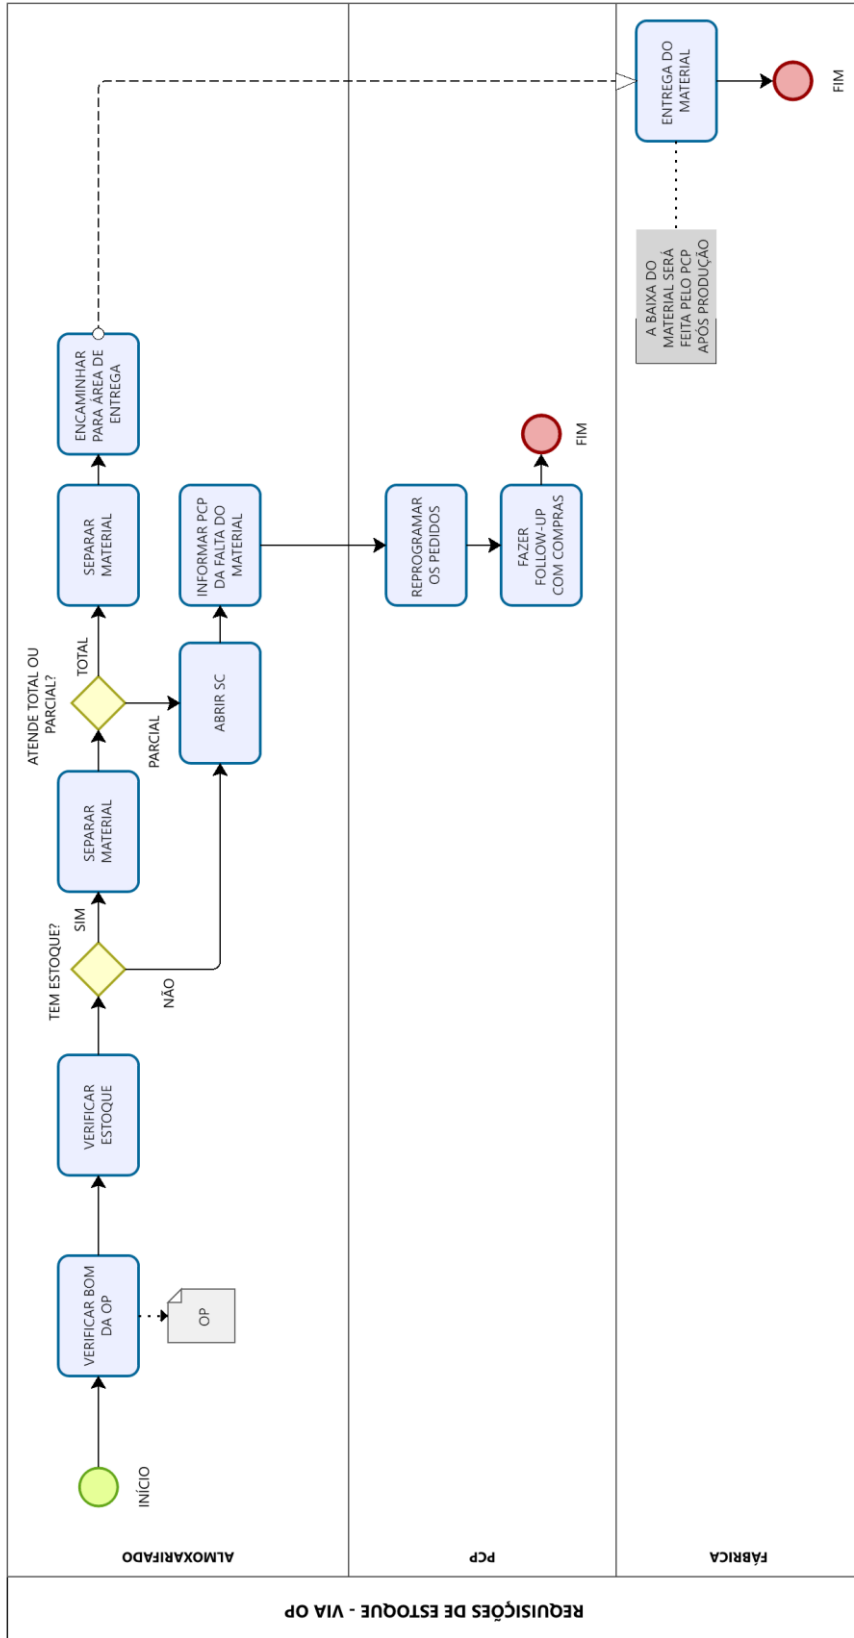 REQUISIÇÕES DE ESTOQUE - VIA OP
ALMOXARIFADO
INÍCIO
VERIFICAR BOM
DA OP
OP
VERIFICAR
ESTOQUE
TEM ESTOQUE?
SIM
NÃO
SEPARAR
MATERIAL
ATENDE TOTAL OU
PARCIAL?
TOTAL
PARCIAL
SEPARAR
MATERIAL
ENCAMINHAR
PARA ÁREA DE
ENTREGA
ABRIR SC
INFORMAR PCP
DA FALTA DO
MATERIAL
PCP
REPROGRAMAR
OS PEDIDOS
FAZER
FOLLOW-UP
COM COMPRAS
FIM
FÁBRICA
A BAIXA DO
MATERIAL SERÁ
FEITA PELO PCP
APÓS PRODUÇÃO
ENTREGA DO
MATERIAL
FIM